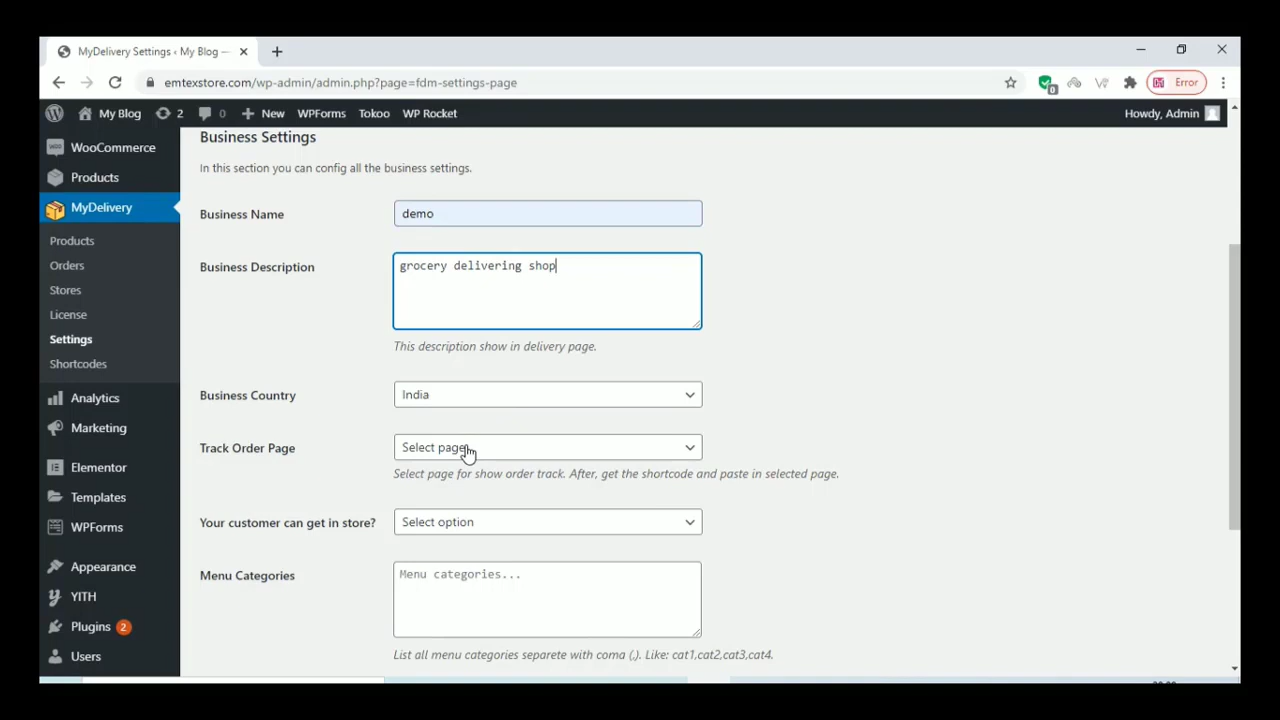 MyDelivery Settings ‹ My Blog —
emtexstore.com/wp-admin/admin.php?page=fdm-settings-page
0
Error
My Blog
2
0
New
WPForms
Tokoo
WP Rocket
Howdy, Admin
WooCommerce
Products
MyDelivery
Products
Orders
Stores
License
Settings
Shortcodes
Analytics
Marketing
Elementor
Templates
WPForms
Appearance
YITH
Plugins 2
Users
Business Settings
In this section you can config all the business settings.
Business Name
demo
Business Description
grocery delivering shop
This description show in delivery page.
Business Country
India
Track Order Page
Select page
Select page for show order track. After, get the shortcode and paste in selected page.
Your customer can get in store?
Select option
Menu Categories
Menu categories...
List all menu categories separete with coma (,). Like: cat1,cat2,cat3,cat4.